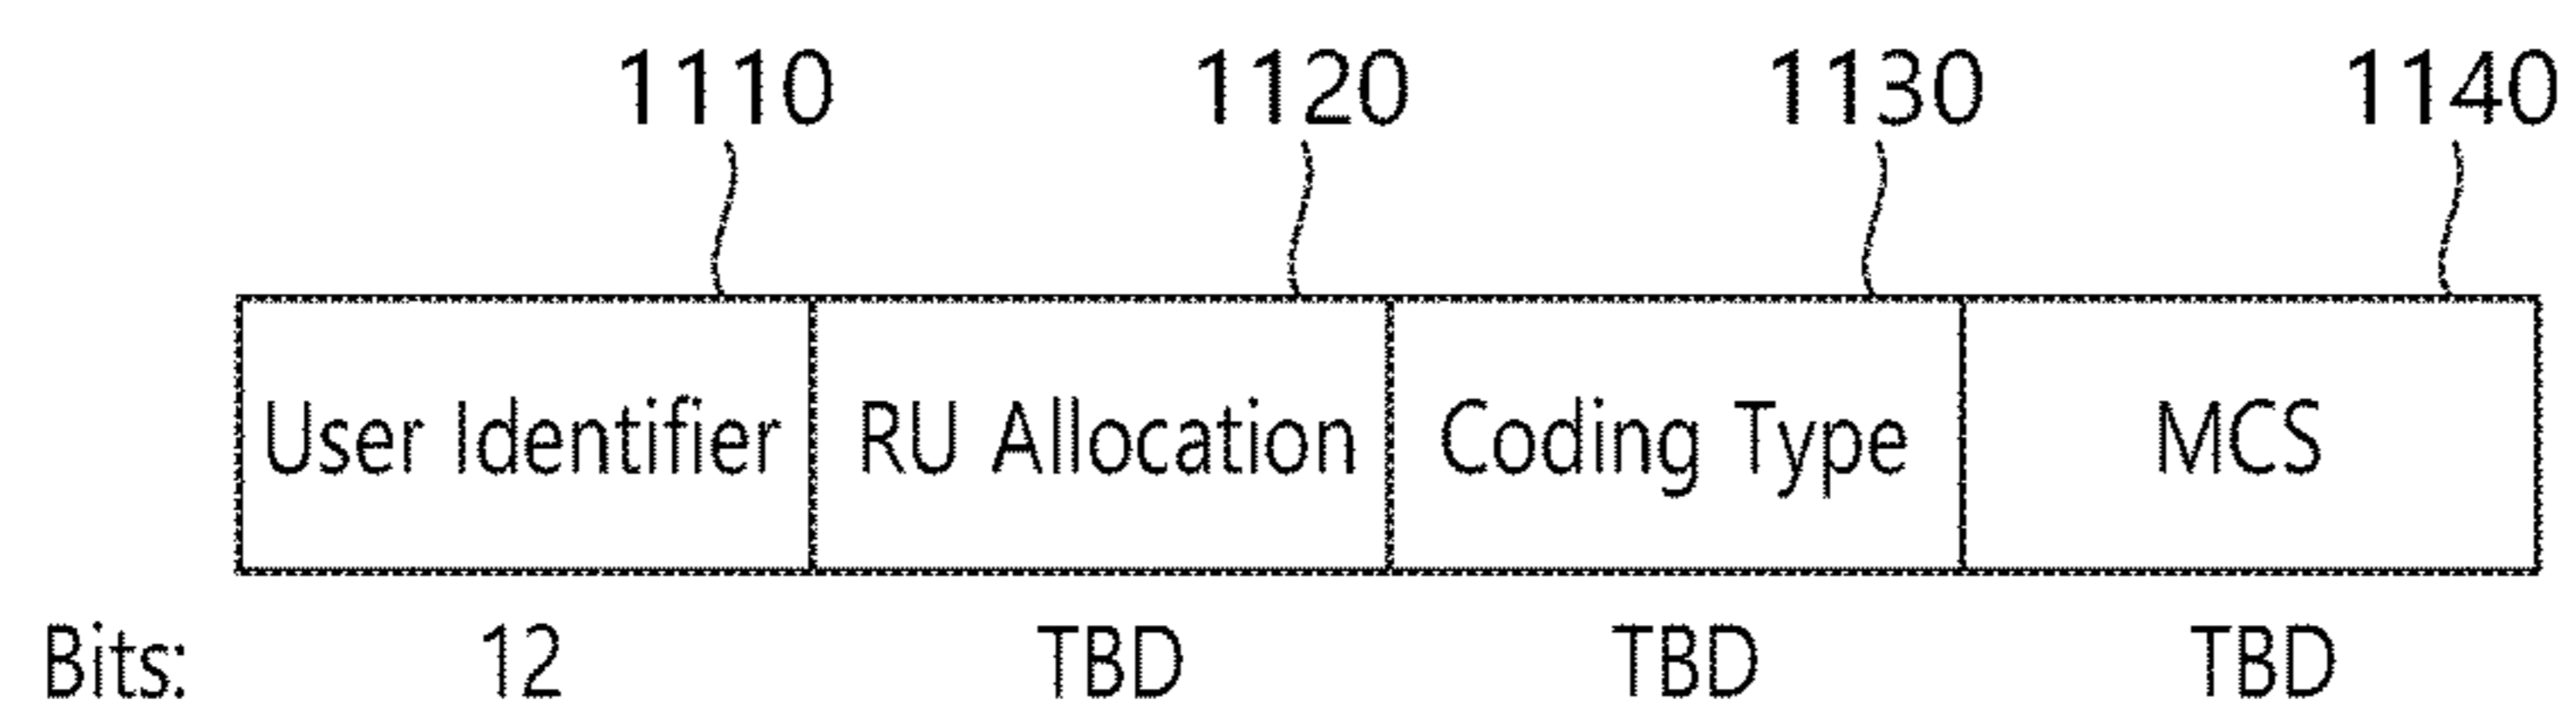 1110 1120 1130 1140
User Identifier RU Allocation Coding Type MCS
Bits: 12 TBD TBD TBD